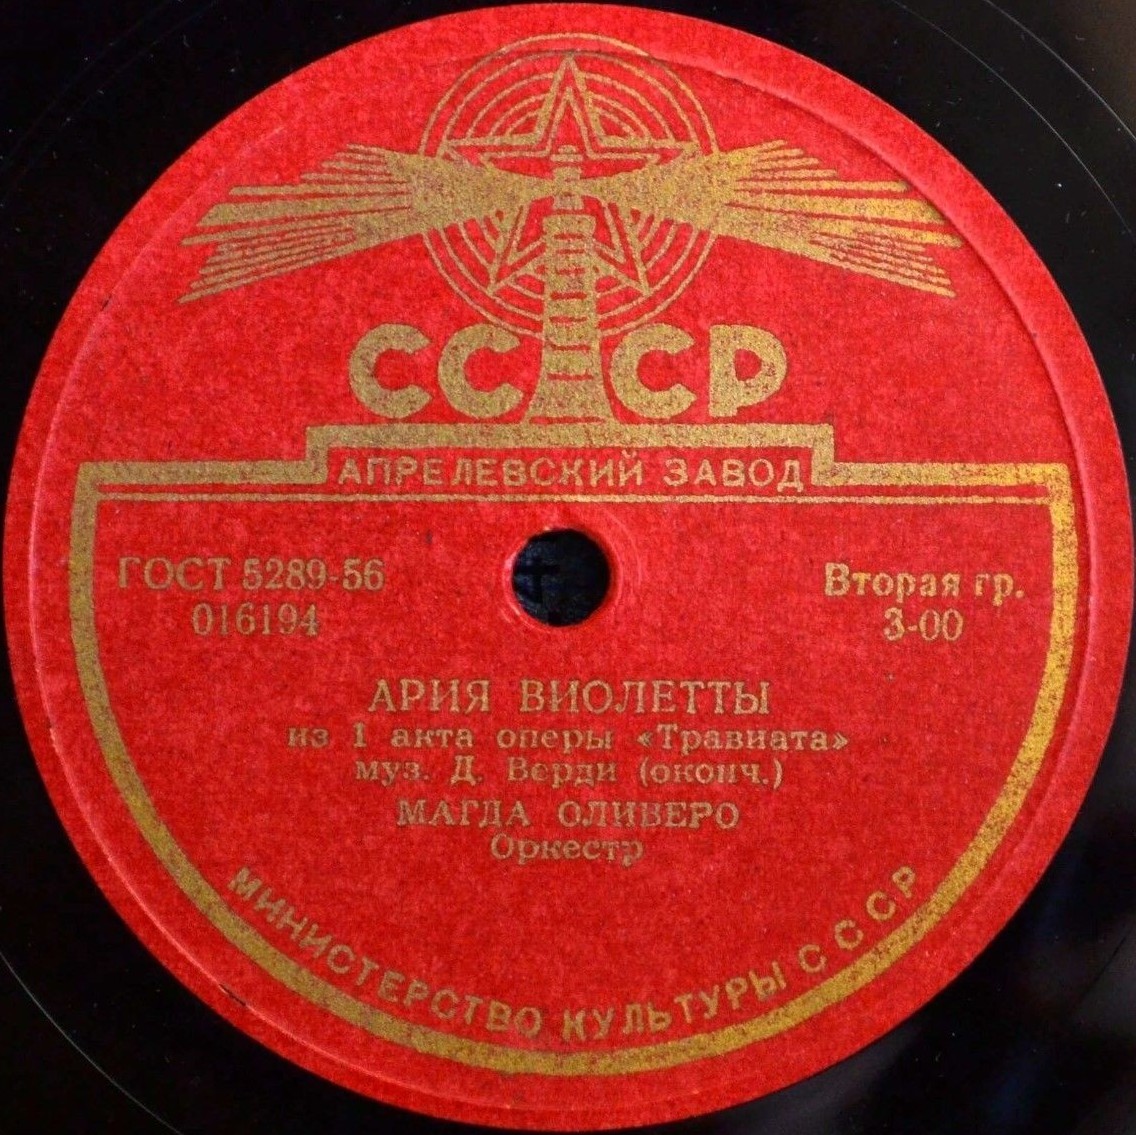 СССР
АПРЕЛЕВСКИЙ ЗАВОД
ГОСТ 5289-56
016194
Вторая гр.
3-00
АРИЯ ВИОЛЕТТЫ
из 1 акта оперы «Травиата»
муз. Д. Верди (оконч.)
МАГДА ОЛИВЕРО
Оркестр
МИНИСТЕРСТВО КУЛЬТУРЫ СССР